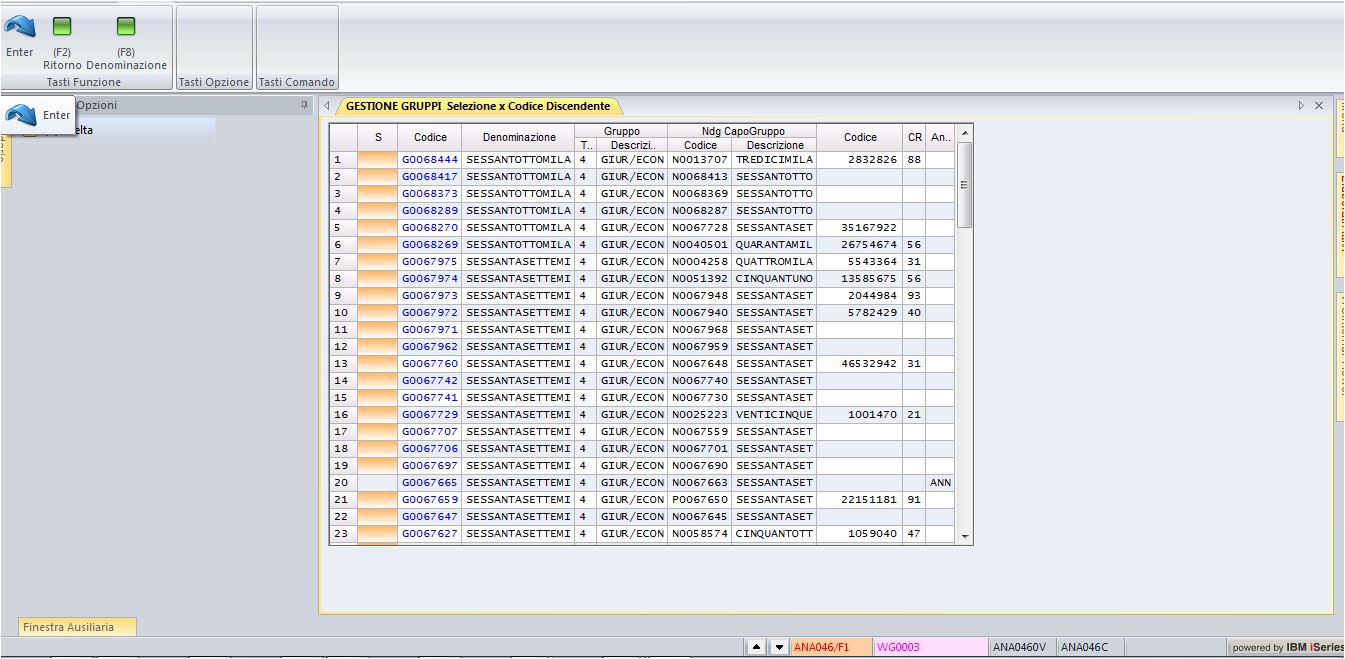 Enter
(F2)
Ritorno
(F8)
Denominazione
Tasti Funzione
Tasti Opzione
Tasti Comando
Opzioni
Enter
elta
GESTIONE GRUPPI Selezione x Codice Discendente
S Codice Denominazione Gruppo Ndg CapoGruppo Codice CR An..
T.. Descrizi.. Codice Descrizione
1 G0068444 SESSANTOTTOMILA 4 GIUR/ECON N0013707 TREDICIMILA 2832826 88
2 G0068417 SESSANTOTTOMILA 4 GIUR/ECON N0068413 SESSANTOTTO
3 G0068373 SESSANTOTTOMILA 4 GIUR/ECON N0068369 SESSANTOTTO
4 G0068289 SESSANTOTTOMILA 4 GIUR/ECON N0068287 SESSANTOTTO
5 G0068270 SESSANTOTTOMILA 4 GIUR/ECON N0067728 SESSANTASET 35167922
6 G0068269 SESSANTOTTOMILA 4 GIUR/ECON N0040501 QUARANTAMIL 26754674 56
7 G0067975 SESSANTASETTEMI 4 GIUR/ECON N0004258 QUATTROMILA 5543364 31
8 G0067974 SESSANTASETTEMI 4 GIUR/ECON N0051392 CINQUANTUNO 13585675 56
9 G0067973 SESSANTASETTEMI 4 GIUR/ECON N0067948 SESSANTASET 2044984 93
10 G0067972 SESSANTASETTEMI 4 GIUR/ECON N0067940 SESSANTASET 5782429 40
11 G0067971 SESSANTASETTEMI 4 GIUR/ECON N0067968 SESSANTASET
12 G0067962 SESSANTASETTEMI 4 GIUR/ECON N0067959 SESSANTASET
13 G0067760 SESSANTASETTEMI 4 GIUR/ECON N0067648 SESSANTASET 46532942 31
14 G0067742 SESSANTASETTEMI 4 GIUR/ECON N0067740 SESSANTASET
15 G0067741 SESSANTASETTEMI 4 GIUR/ECON N0067730 SESSANTASET
16 G0067729 SESSANTASETTEMI 4 GIUR/ECON N0025223 VENTICINQUE 1001470 21
17 G0067707 SESSANTASETTEMI 4 GIUR/ECON N0067559 SESSANTASET
18 G0067706 SESSANTASETTEMI 4 GIUR/ECON N0067701 SESSANTASET
19 G0067697 SESSANTASETTEMI 4 GIUR/ECON N0067690 SESSANTASET
20 G0067665 SESSANTASETTEMI 4 GIUR/ECON N0067663 SESSANTASET ANN
21 G0067659 SESSANTASETTEMI 4 GIUR/ECON P0067650 SESSANTASET 22151181 91
22 G0067647 SESSANTASETTEMI 4 GIUR/ECON N0067645 SESSANTASET
23 G0067627 SESSANTASETTEMI 4 GIUR/ECON N0058574 CINQUANTOTT 1059040 47
Finestra Ausiliaria
ANA046/F1 WG0003 ANA0460V ANA046C powered by IBM iSeries